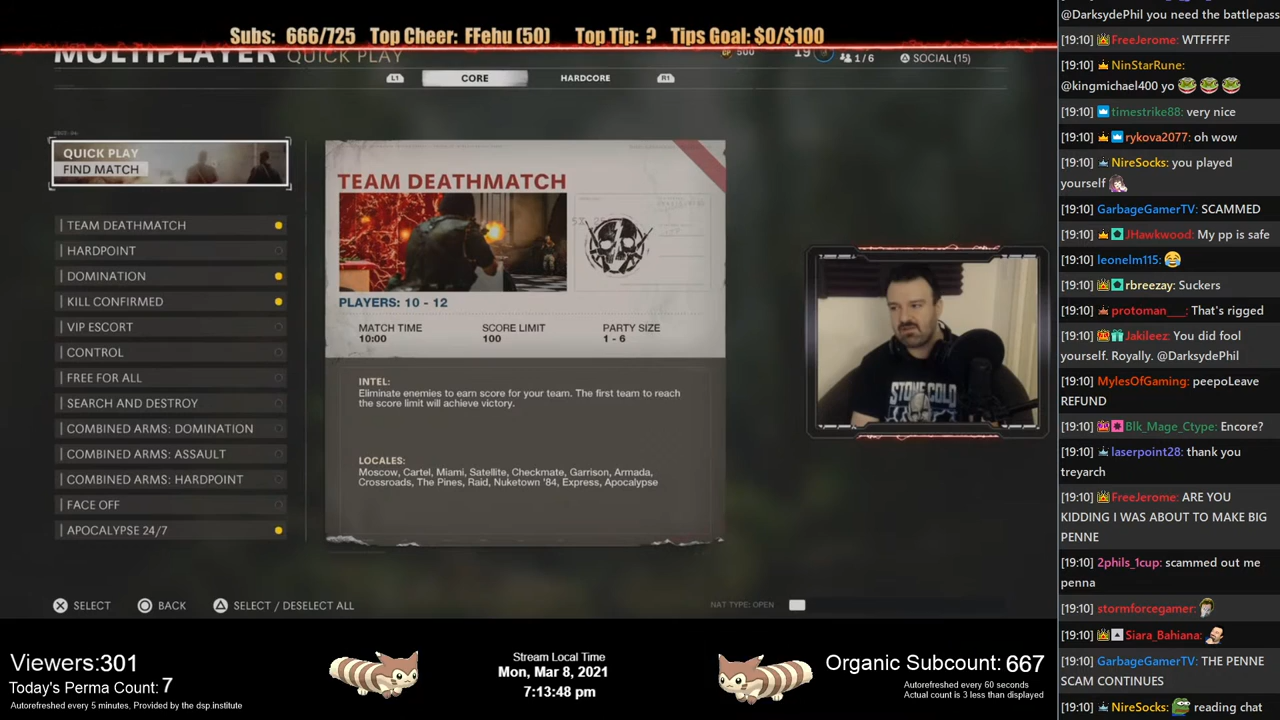 Subs: 666/725 Top Cheer: FFehu (50) Top Tip: ? Tips Goal: $0/$100
MULTIPLAYER QUICK PLAY
500
19
1/6
SOCIAL (15)
L1
CORE
HARDCORE
R1
QUICK PLAY
FIND MATCH
TEAM DEATHMATCH
HARDPOINT
DOMINATION
KILL CONFIRMED
VIP ESCORT
CONTROL
FREE FOR ALL
SEARCH AND DESTROY
COMBINED ARMS: DOMINATION
COMBINED ARMS: ASSAULT
COMBINED ARMS: HARDPOINT
FACE OFF
APOCALYPSE 24/7
TEAM DEATHMATCH
PLAYERS: 10 - 12
MATCH TIME
10:00
SCORE LIMIT
100
PARTY SIZE
1 - 6
INTEL:
Eliminate enemies to earn score for your team. The first team to reach
the score limit will achieve victory.
LOCALES:
Moscow, Cartel, Miami, Satellite, Checkmate, Garrison, Armada,
Crossroads, The Pines, Raid, Nuketown '84, Express, Apocalypse
STONE COLD
SELECT
BACK
SELECT / DESELECT ALL
NAT TYPE: OPEN
Viewers:301
Today's Perma Count: 7
Autorefreshed every 5 minutes, Provided by the dsp.institute
Stream Local Time
Mon, Mar 8, 2021
7:13:48 pm
Organic Subcount: 667
Autorefreshed every 60 seconds
Actual count is 3 less than displayed
@DarksydePhil you need the battlepass
[19:10] FreeJerome: WTFFFFF
[19:10] NinStarRune:
@kingmichael400 yo
[19:10] timestrike88: very nice
[19:10] rykova2077: oh wow
[19:10] NireSocks: you played
yourself
[19:10] GarbageGamerTV: SCAMMED
[19:10] JHawkwood: My pp is safe
[19:10] leonelm115:
[19:10] rbreezay: Suckers
[19:10] protoman___: That's rigged
[19:10] Jakileez: You did fool
yourself. Royally. @DarksydePhil
[19:10] MylesOfGaming: peepoLeave
REFUND
[19:10] Blk_Mage_Ctype: Encore?
[19:10] laserpoint28: thank you
treyarch
[19:10] FreeJerome: ARE YOU
KIDDING I WAS ABOUT TO MAKE BIG
PENNE
[19:10] 2phils_1cup: scammed out me
penna
[19:10] stormforcegamer:
[19:10] Siara_Bahiana:
[19:10] GarbageGamerTV: THE PENNE
SCAM CONTINUES
[19:10] NireSocks: reading chat